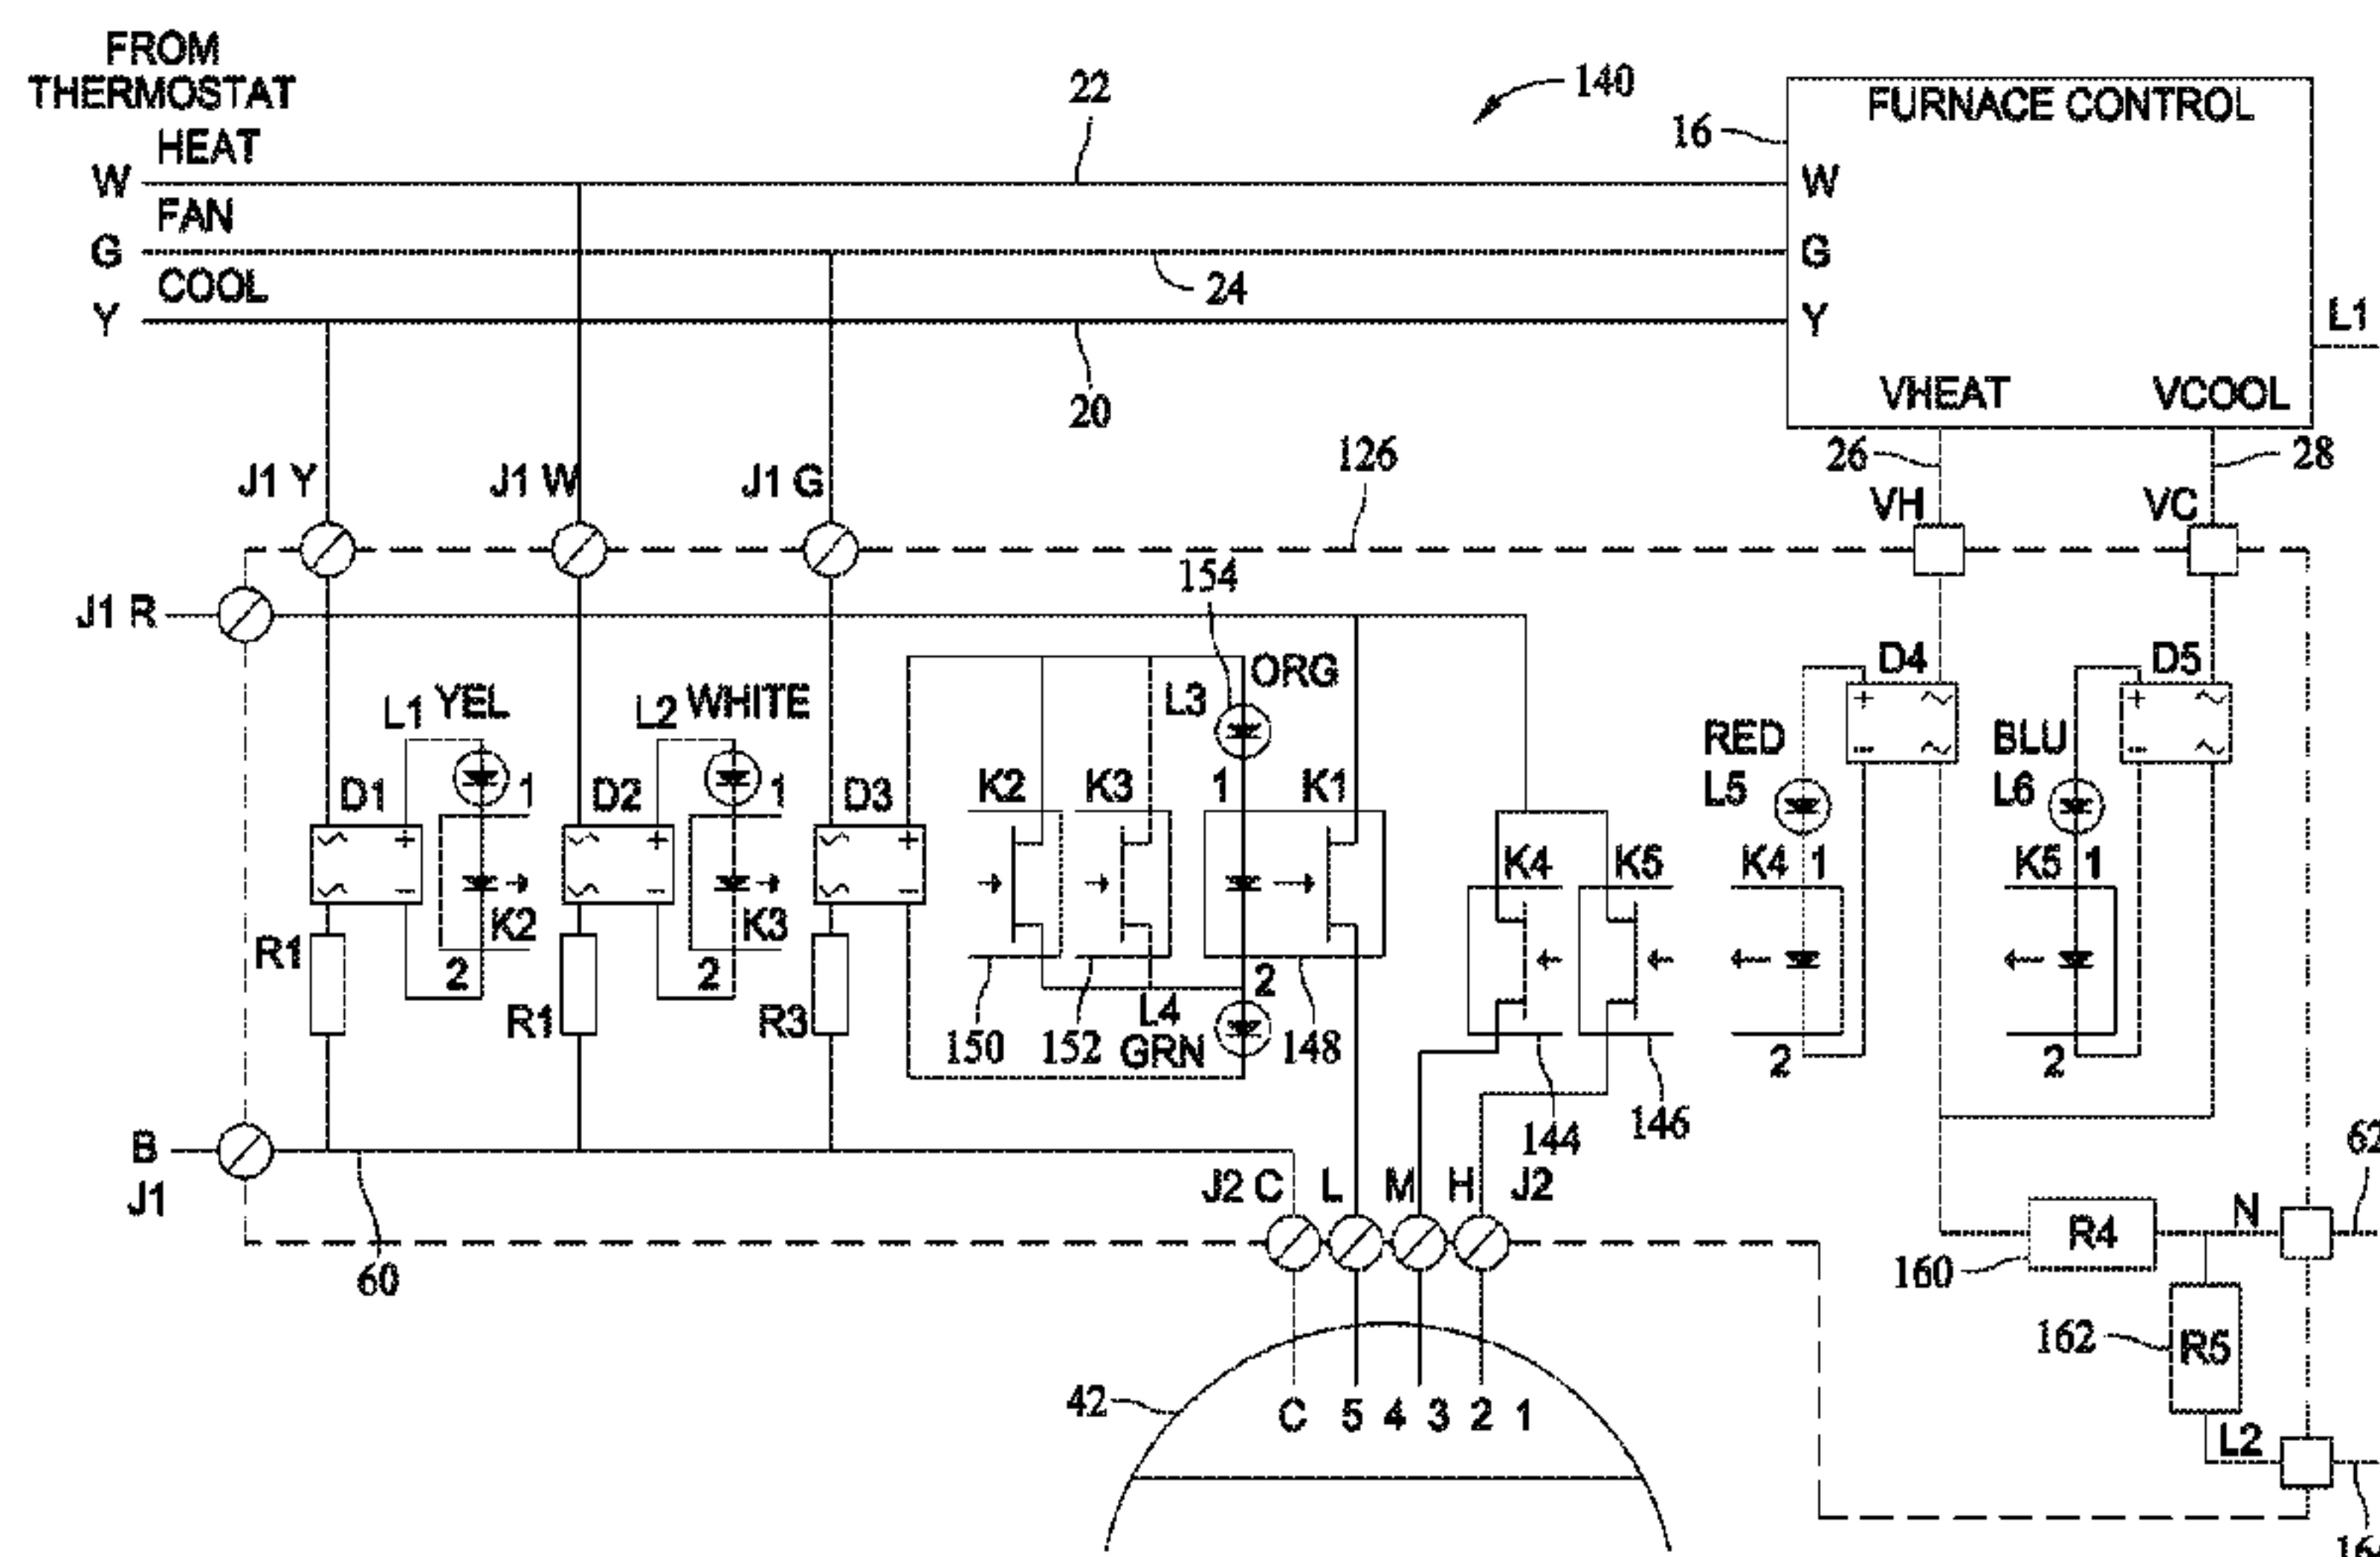 FROM
THERMOSTAT
HEAT
W
FAN
G
COOL
Y
22
140
16
FURNACE CONTROL
W
G
Y
VHEAT VCOOL
L1
24
20
J1 Y
J1 W
J1 G
126
26
28
VH
VC
J1 R
154
ORG
L3
L1 YEL
L2 WHITE
D4
D5
RED
L5
BLU
L6
D1
1
D2
1
D3
K2
K3
1
K1
K4
K5
K4 1
K5 1
R1
K2
2
R1
K3
2
R3
2
L4
GRN
150
152
148
2
2
144
146
B
J1
60
J2 C
L
M
H
J2
62
N
R4
160
R5
162
L2
42
C 5 4 3 2 1